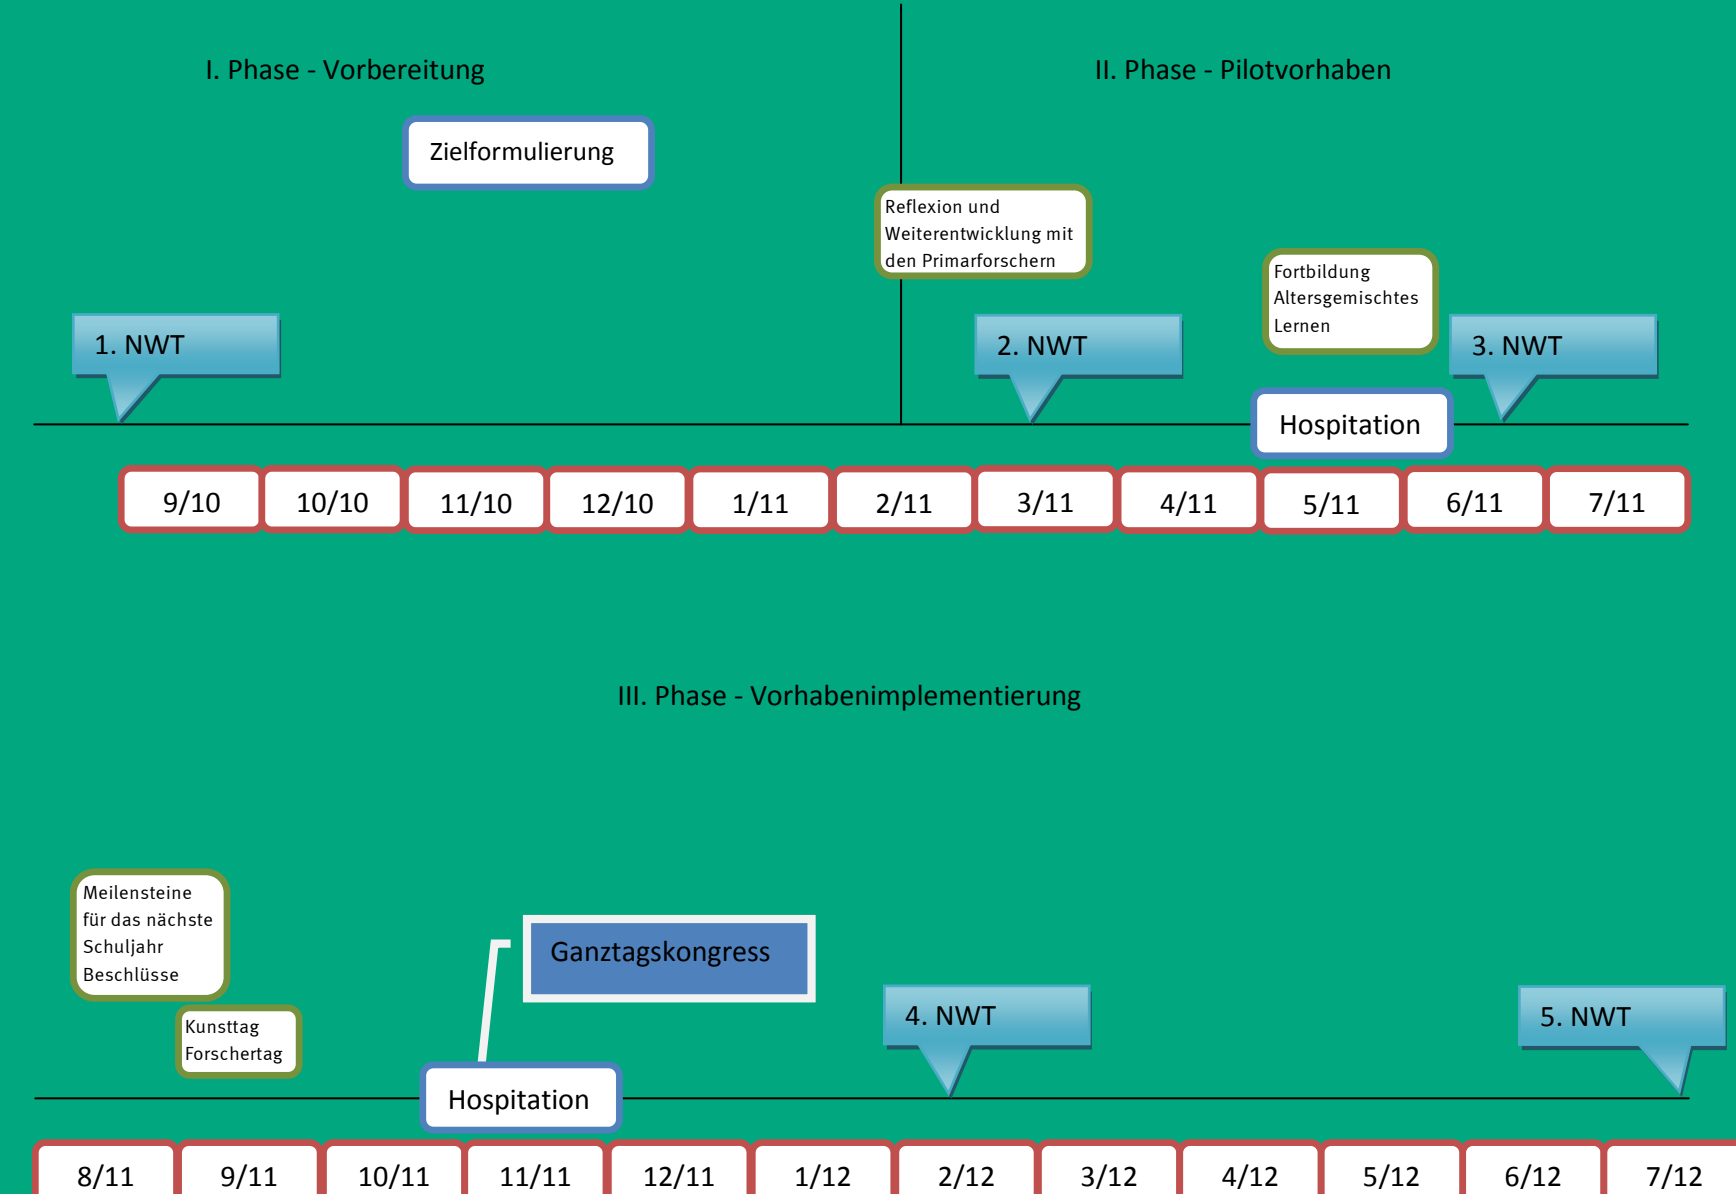 I. Phase - Vorbereitung
II. Phase - Pilotvorhaben
Zielformulierung
Reflexion und
Weiterentwicklung mit
den Primarforschern
Fortbildung
Altersgemischtes
Lernen
1. NWT
2. NWT
3. NWT
Hospitation
9/10
10/10
11/10
12/10
1/11
2/11
3/11
4/11
5/11
6/11
7/11
III. Phase - Vorhabenimplementierung
Meilensteine
für das nächste
Schuljahr
Beschlüsse
Ganztagskongress
Kunsttag
Forschertag
4. NWT
5. NWT
Hospitation
8/11
9/11
10/11
11/11
12/11
1/12
2/12
3/12
4/12
5/12
6/12
7/12